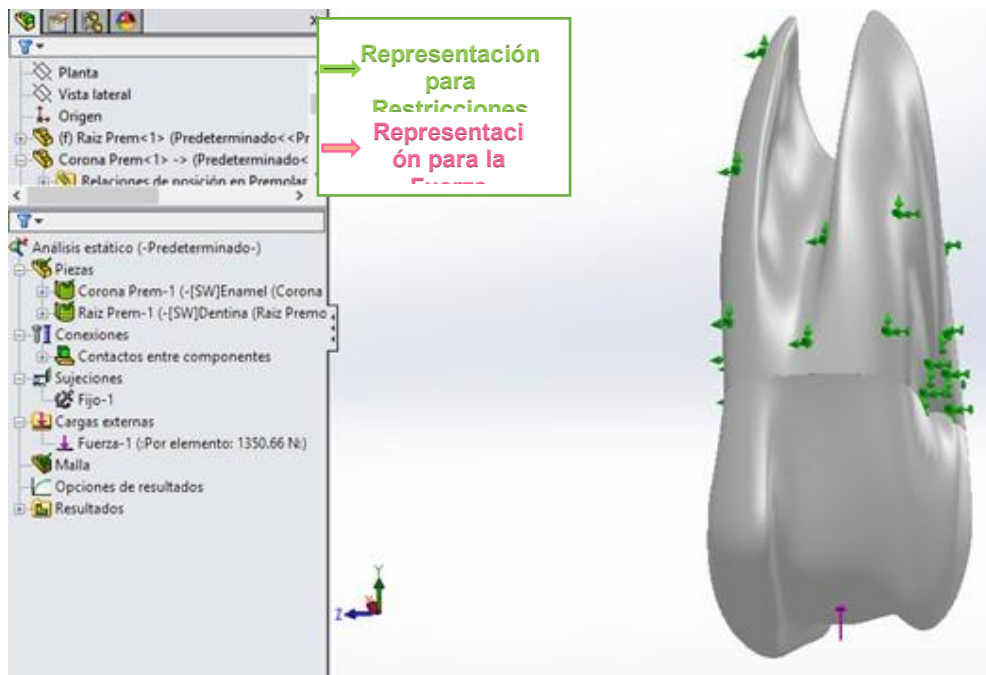 Representación
para
Restricciones
Representaci
ón para la
Fuerza
Planta
Vista lateral
Origen
(f) Raiz Prem<1> (Predeterminado<<Pr
Corona Prem<1> -> (Predeterminado<
Relaciones de posición en Premolar
Análisis estático (-Predeterminado-)
Piezas
Corona Prem-1 (-[SW]Enamel (Corona
Raiz Prem-1 (-[SW]Dentina (Raiz Premo
Conexiones
Contactos entre componentes
Sujeciones
Fijo-1
Cargas externas
Fuerza-1 (:Por elemento: 1350.66 N:)
Malla
Opciones de resultados
Resultados
Y
Z